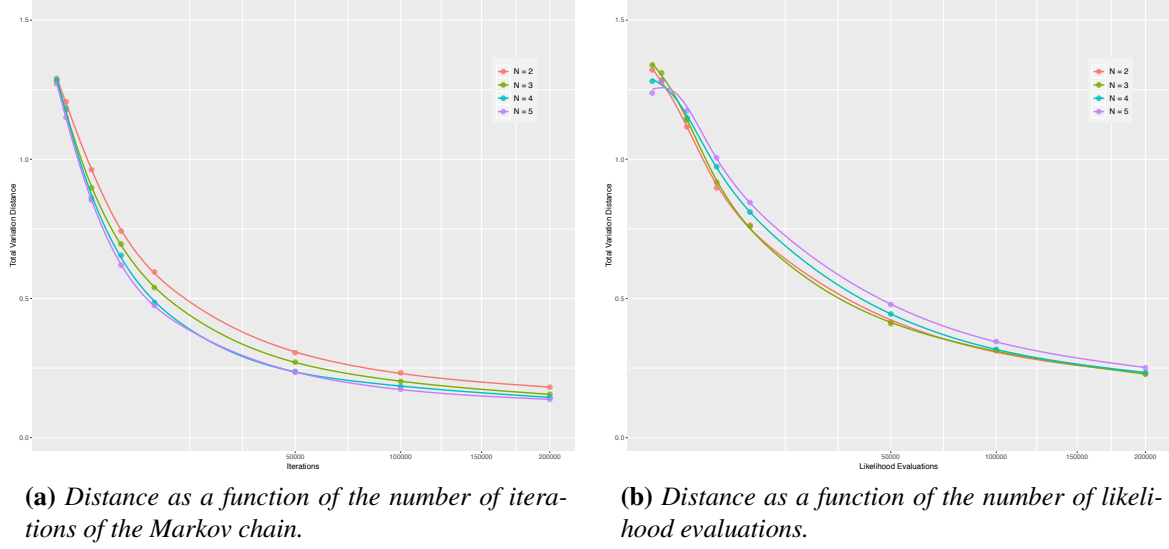 1.5
1.0
0.5
0.0
Total Variation Distance
N = 2
N = 3
N = 4
N = 5
50000
100000
150000
200000
Iterations
1.5
1.0
0.5
0.0
Total Variation Distance
N = 2
N = 3
N = 4
N = 5
50000
100000
150000
200000
Likelihood Evaluations
(a) Distance as a function of the number of itera-
tions of the Markov chain.
(b) Distance as a function of the number of likeli-
hood evaluations.